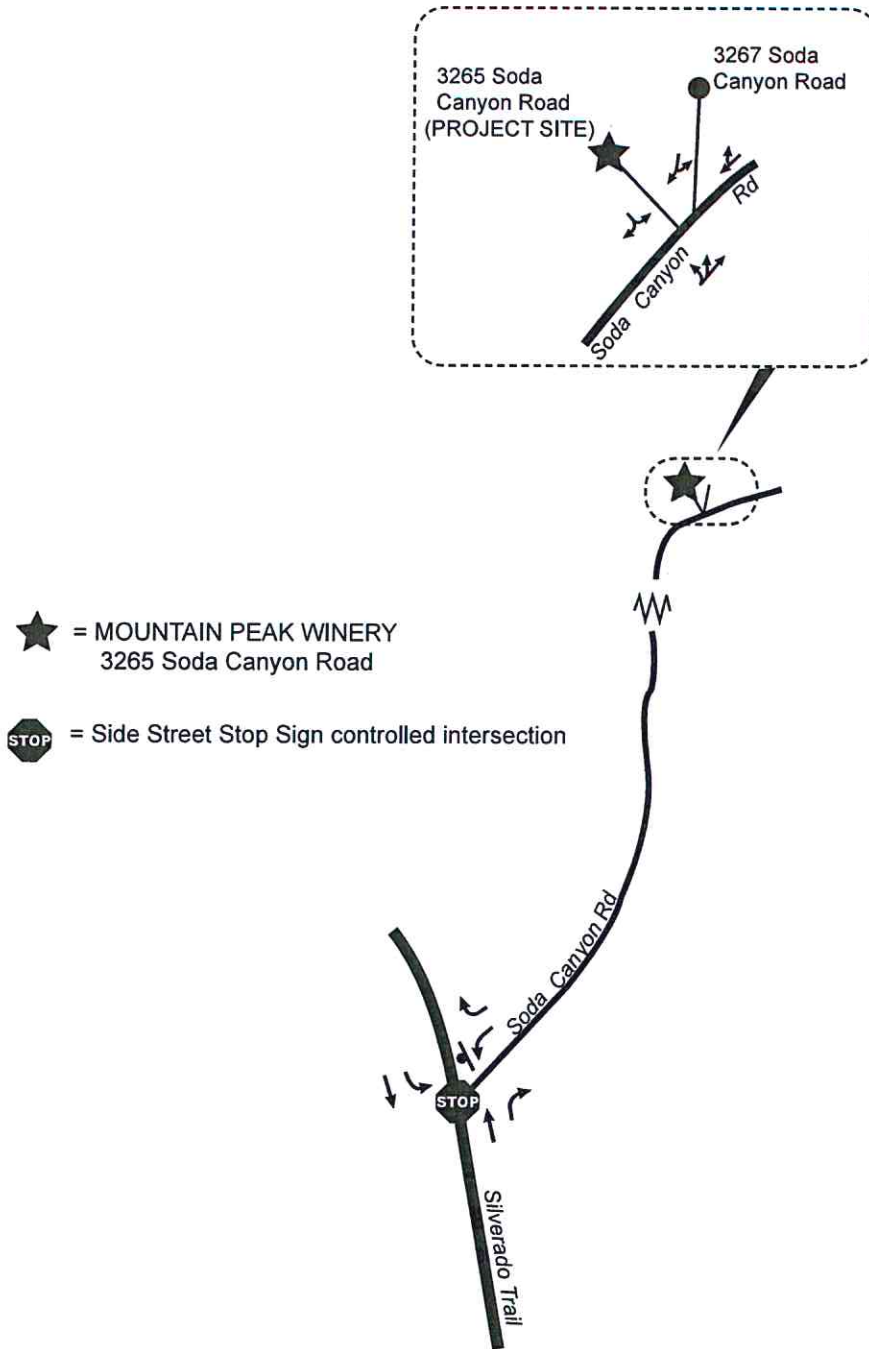 3265 Soda
Canyon Road
(PROJECT SITE)
3267 Soda
Canyon Road
Soda Canyon Rd
= MOUNTAIN PEAK WINERY
3265 Soda Canyon Road
STOP = Side Street Stop Sign controlled intersection
Soda Canyon Rd
STOP
Silverado Trail